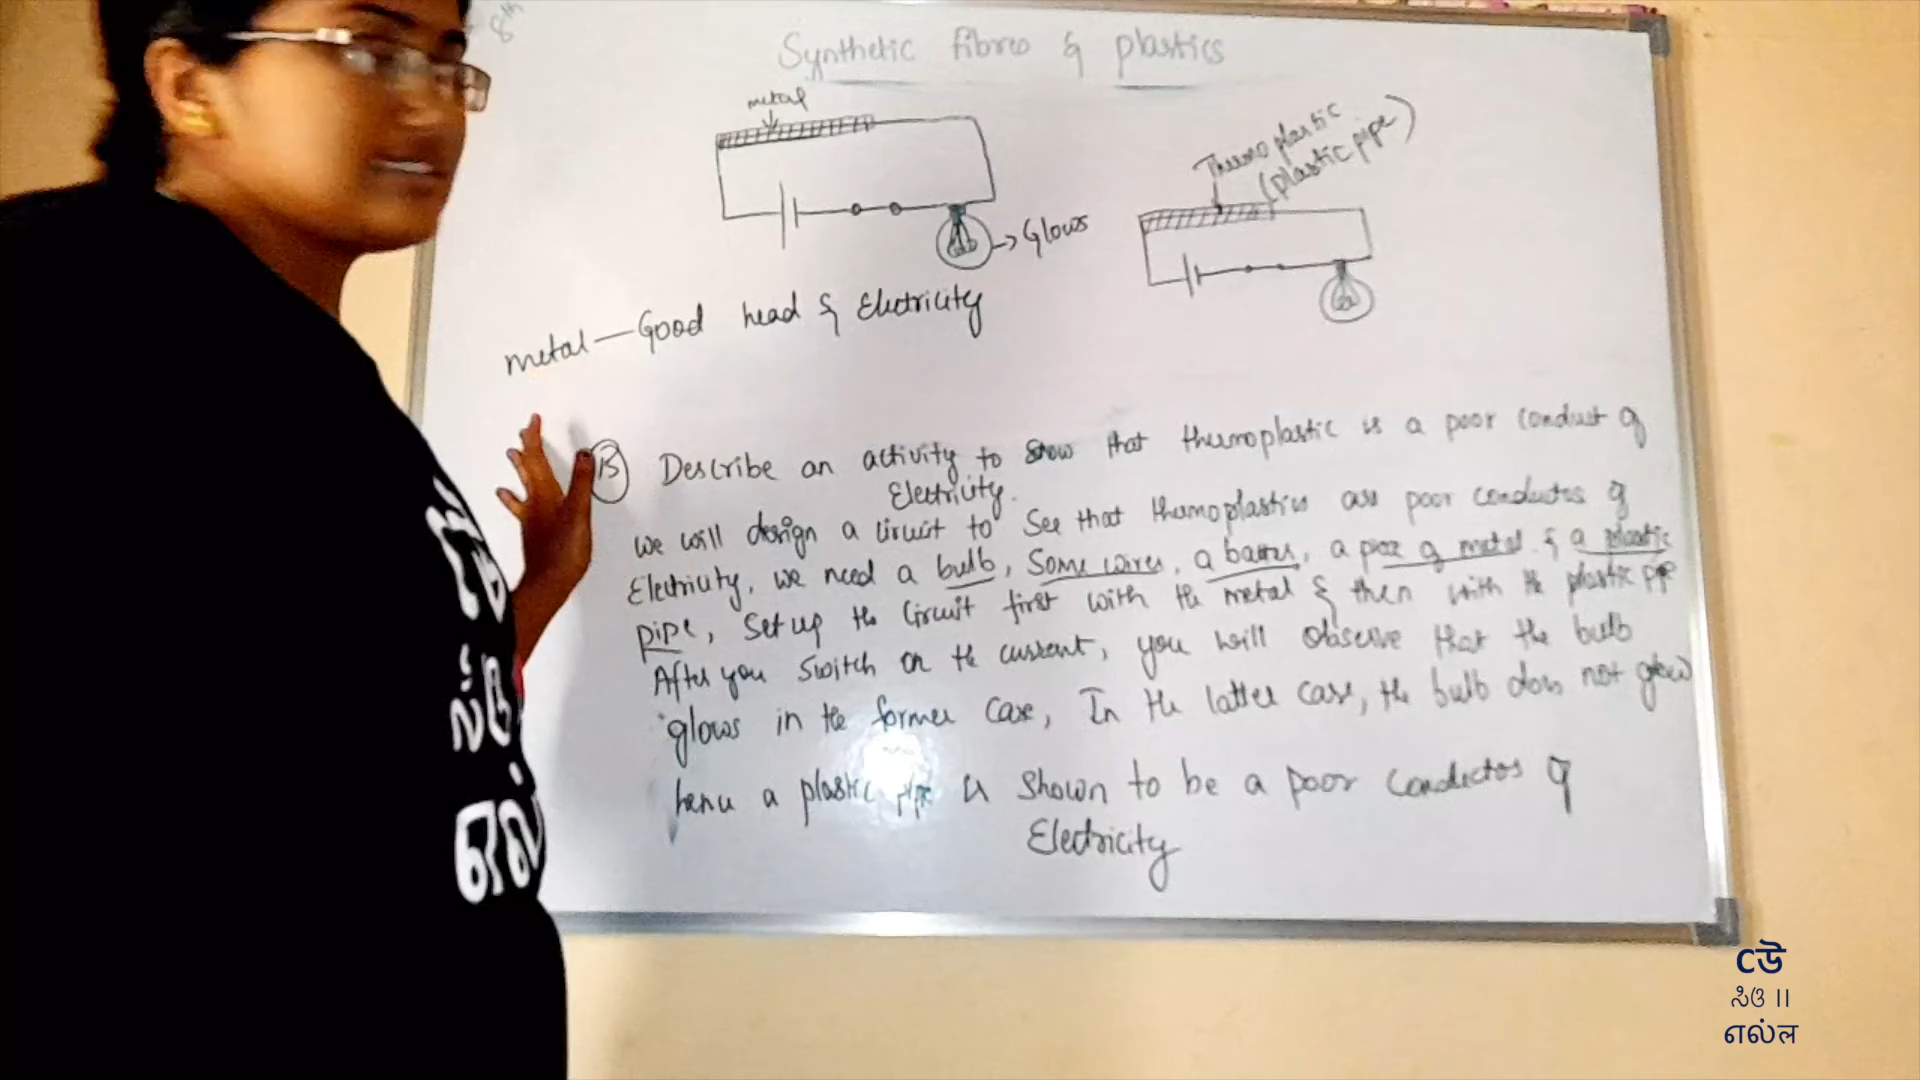 8th
Synthetic fibres & plastics
metal
Glows
Thermoplastic
(plastic pipe)
metal — Good head & Electricity
B Describe an activity to show that thermoplastic is a poor conduct of
Electricity.
we will design a circuit to see that thermoplastics are poor conductors of
Electricity, we need a bulb, Some wires, a battery, a piece of metal & a plastic
pipe, Set up the Circuit first with the metal & then with the plastic pipe
After you Switch on the current, you will observe that the bulb
glows in the former Case, In the latter case, the bulb does not glow
hence a plastic pipe is Shown to be a poor Conductor of
Electricity
Cউ
ಸಿಡಿ ॥
எல்ல